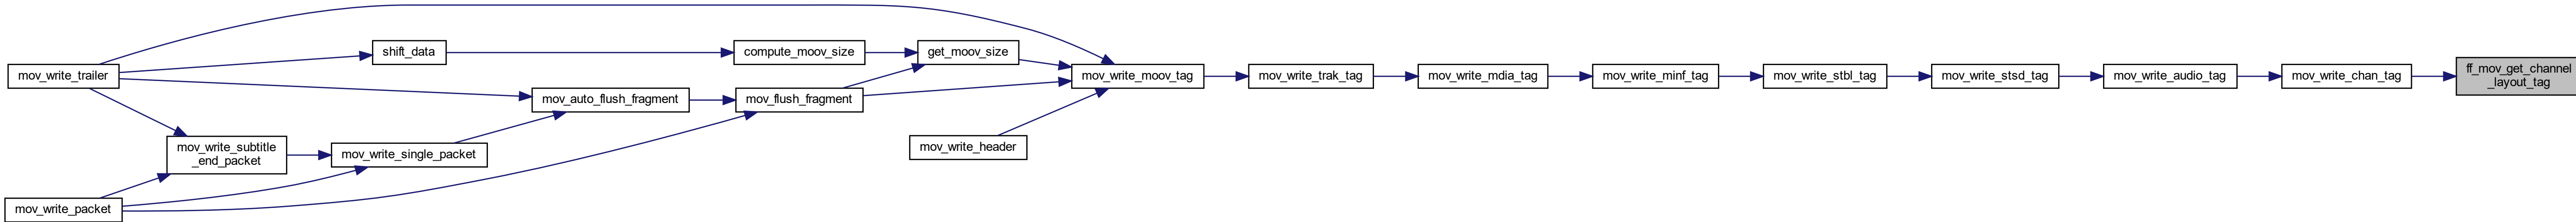 mov_write_trailer
shift_data
compute_moov_size
get_moov_size
mov_write_moov_tag
mov_write_trak_tag
mov_write_mdia_tag
mov_write_minf_tag
mov_write_stbl_tag
mov_write_stsd_tag
mov_write_audio_tag
mov_write_chan_tag
ff_mov_get_channel
_layout_tag
mov_auto_flush_fragment
mov_flush_fragment
mov_write_subtitle
_end_packet
mov_write_single_packet
mov_write_header
mov_write_packet